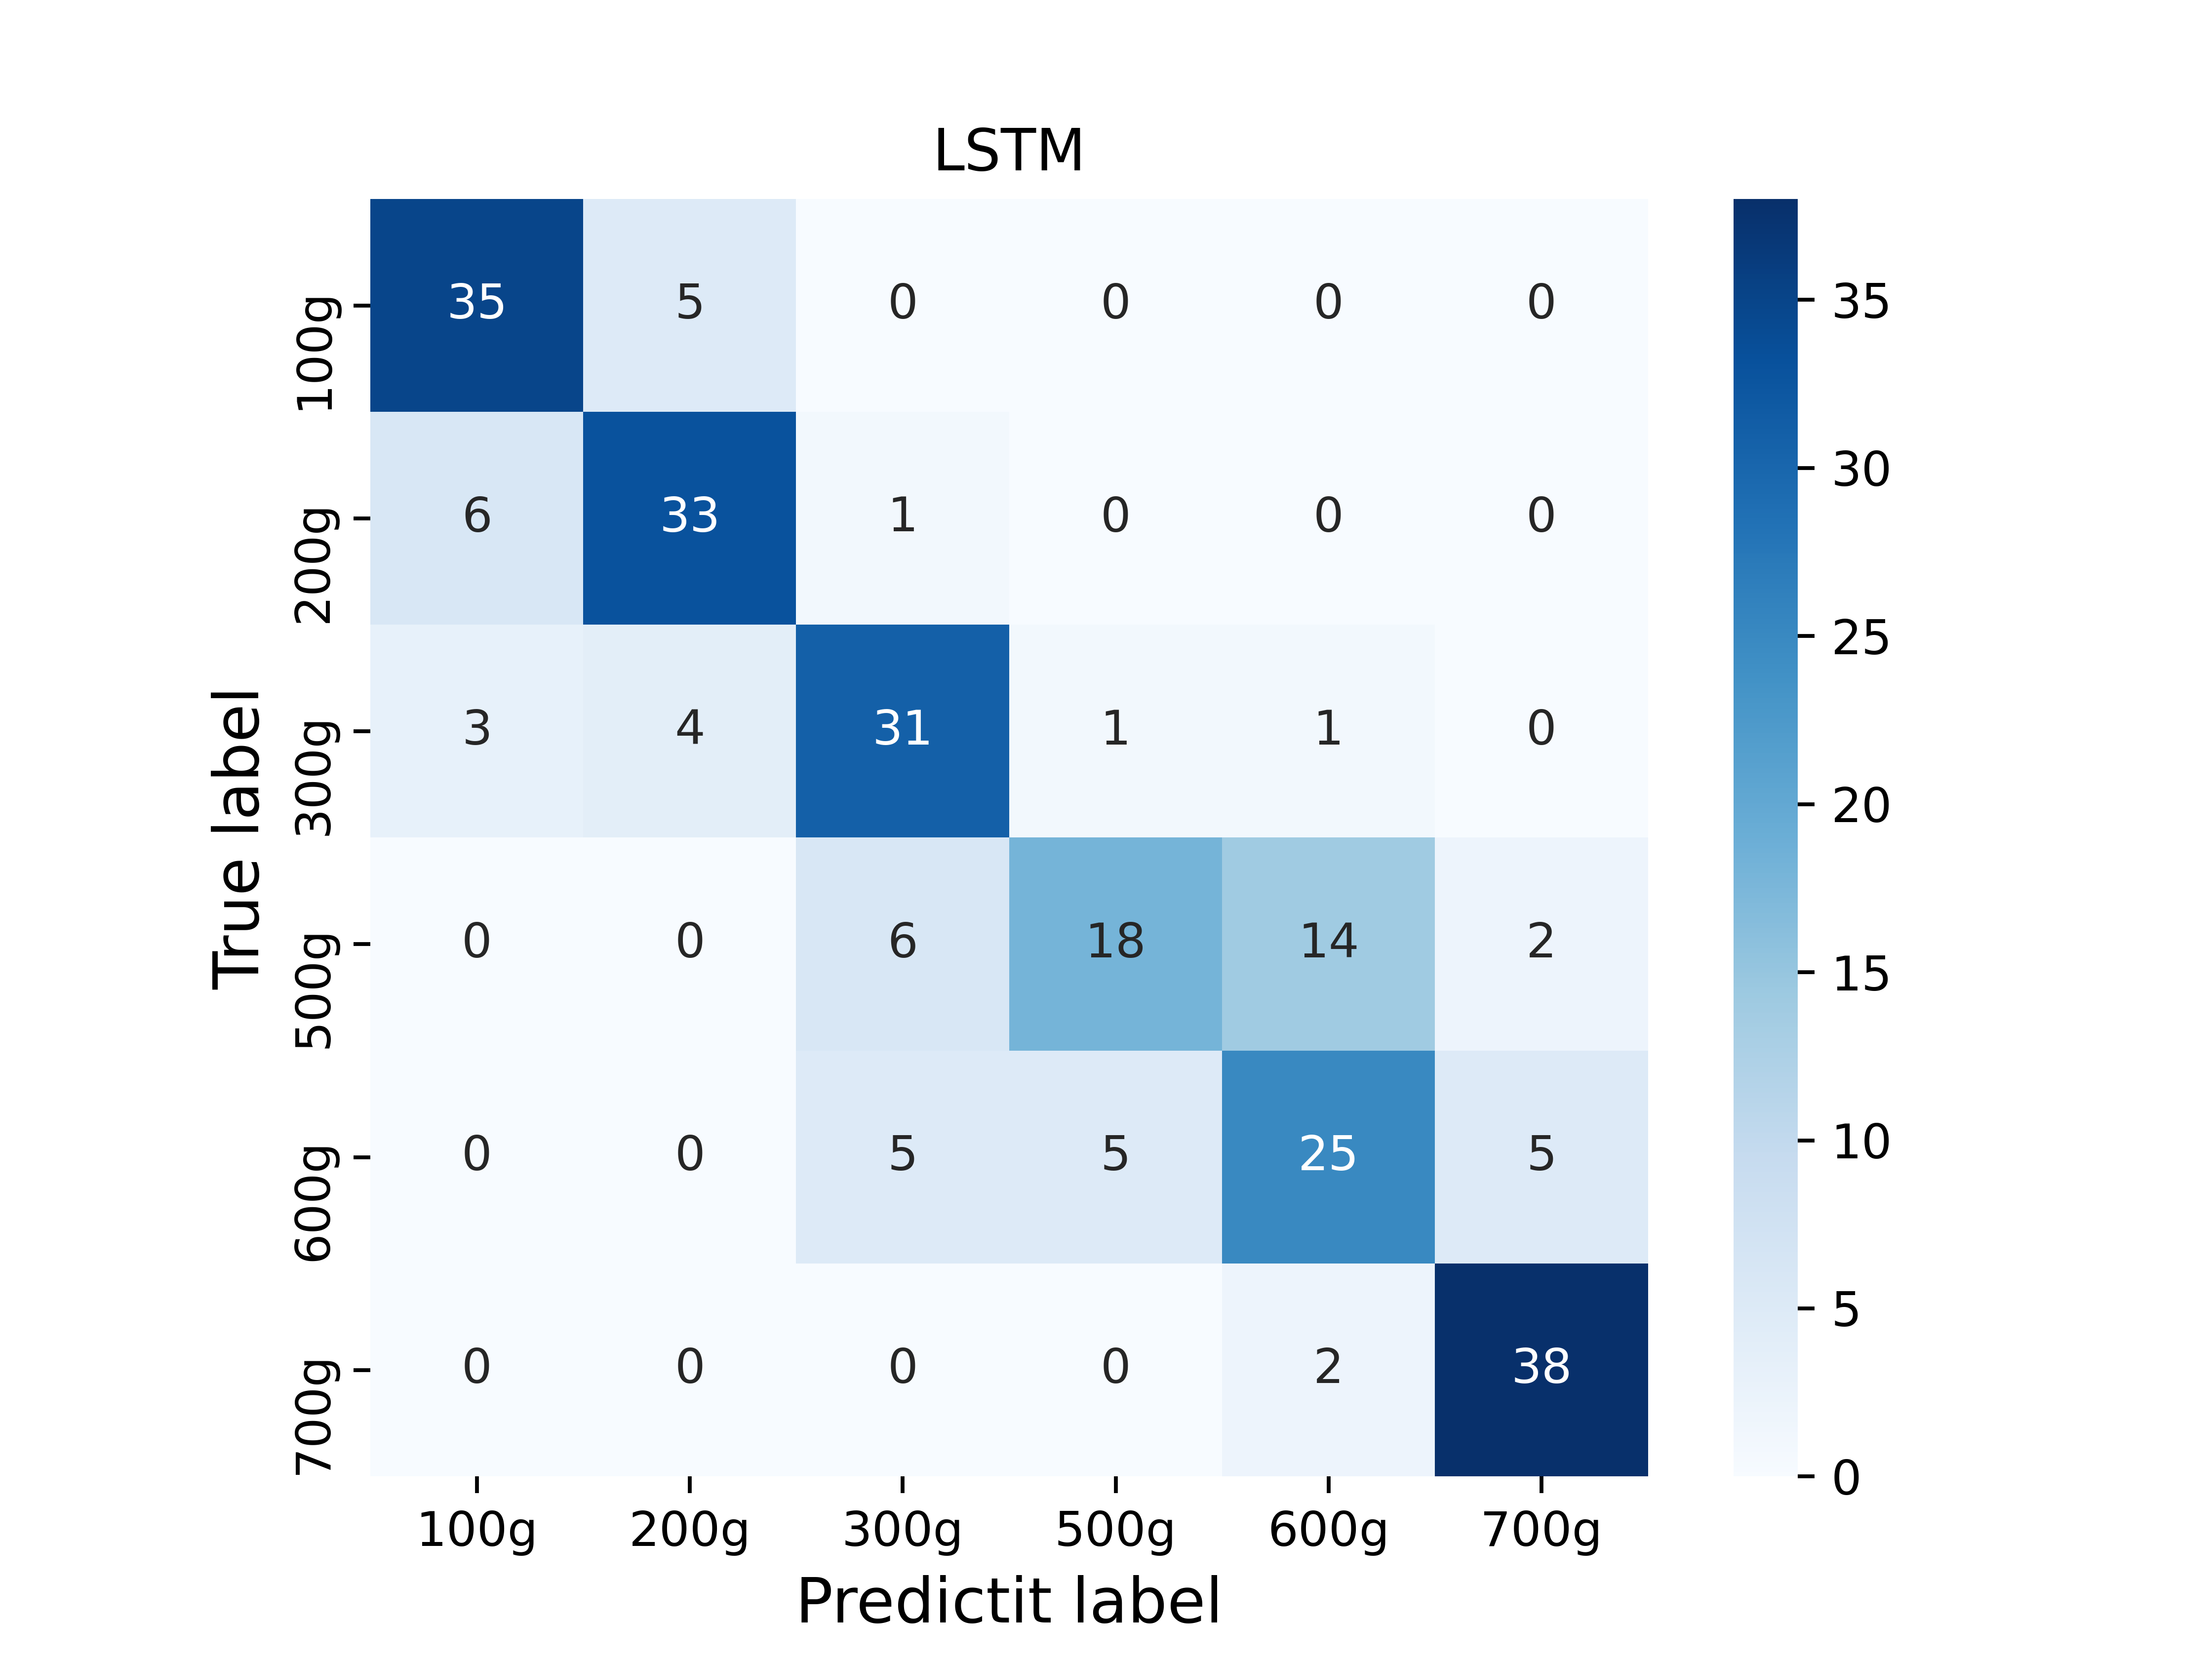 LSTM
35
100g 35 5 0 0 0 0
30
200g 6 33 1 0 0 0
25
300g 3 4 31 1 1 0
20
True label
15
500g 0 0 6 18 14 2
10
600g 0 0 5 5 25 5
5
700g 0 0 0 0 2 38
0
100g 200g 300g 500g 600g 700g
Predictit label